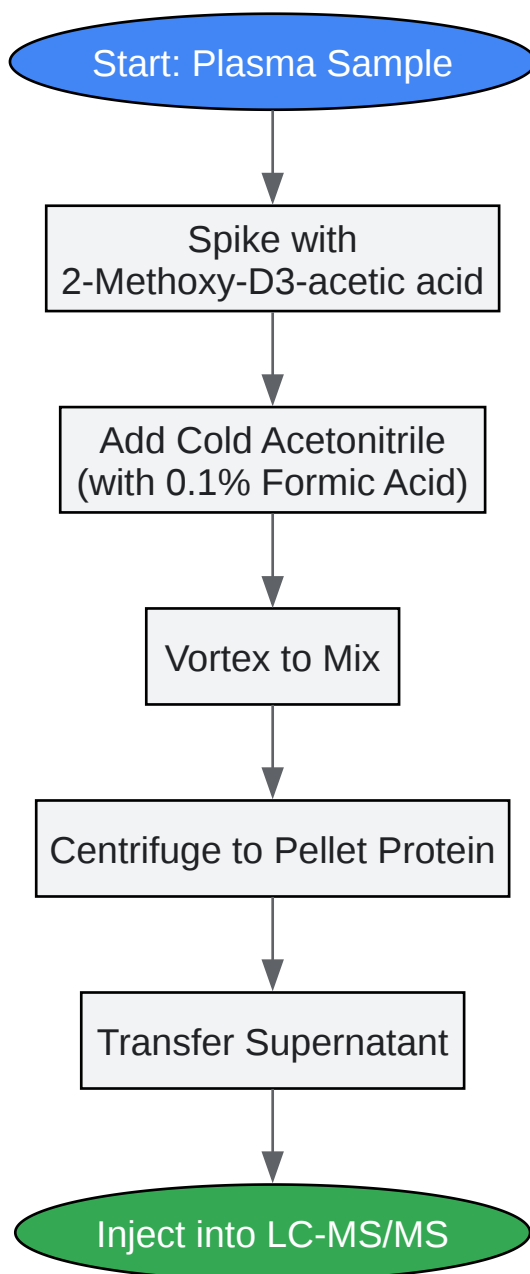 Start: Plasma Sample
Spike with
2-Methoxy-D3-acetic acid
Add Cold Acetonitrile
(with 0.1% Formic Acid)
Vortex to Mix
Centrifuge to Pellet Protein
Transfer Supernatant
Inject into LC-MS/MS